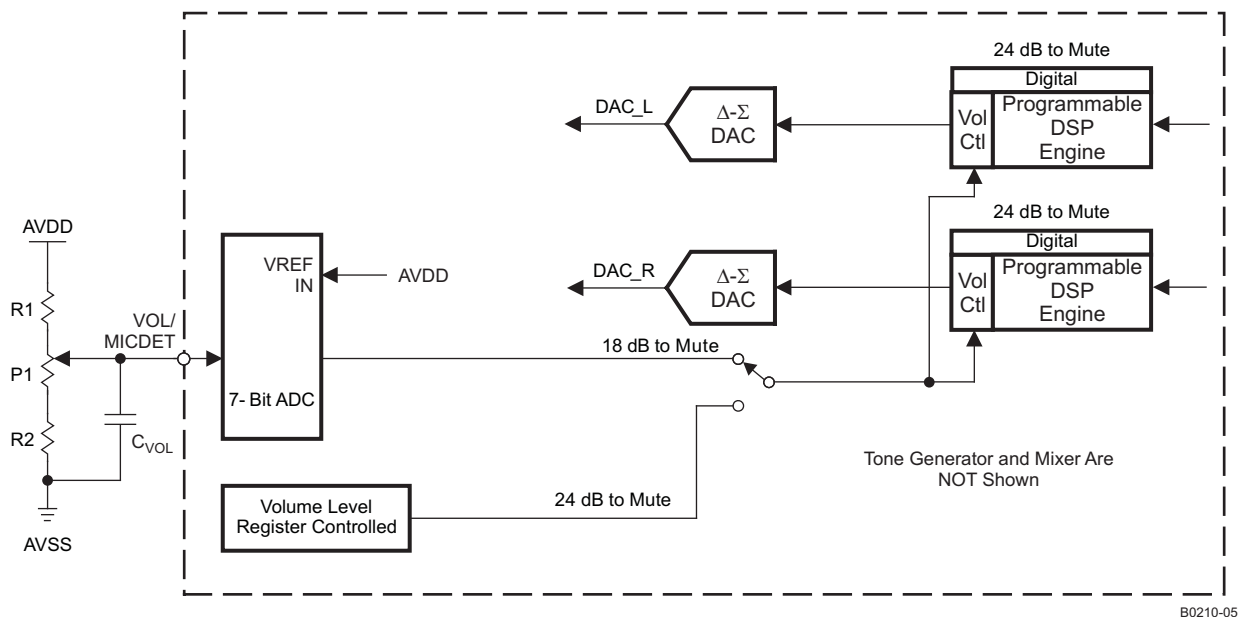 24 dB to Mute
Digital
Vol
Ctl
Programmable
DSP
Engine
DAC_L
Δ-Σ
DAC
24 dB to Mute
Digital
Vol
Ctl
Programmable
DSP
Engine
DAC_R
Δ-Σ
DAC
AVDD
R1
P1
R2
AVSS
C_VOL
VOL/
MICDET
VREF
IN
7- Bit ADC
AVDD
18 dB to Mute
Volume Level
Register Controlled
24 dB to Mute
Tone Generator and Mixer Are
NOT Shown
B0210-05